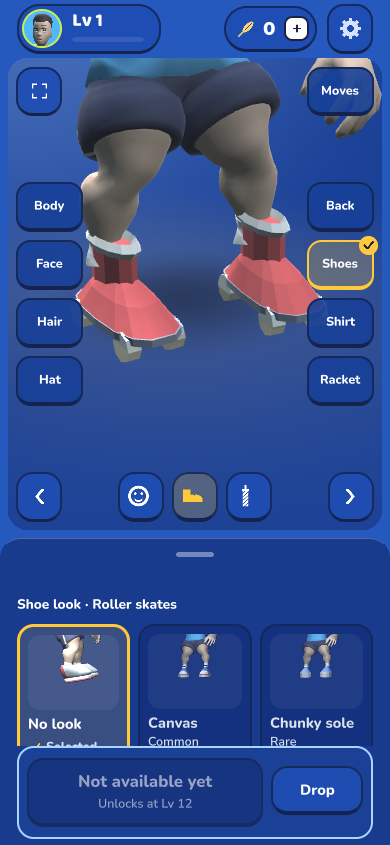 Lv 1
0
+
Moves
Body
Back
Face
Shoes
Hair
Shirt
Hat
Racket
Shoe look · Roller skates
No look
Canvas
Chunky sole
✓ Selected
Common
Rare
Not available yet
Unlocks at Lv 12
Drop